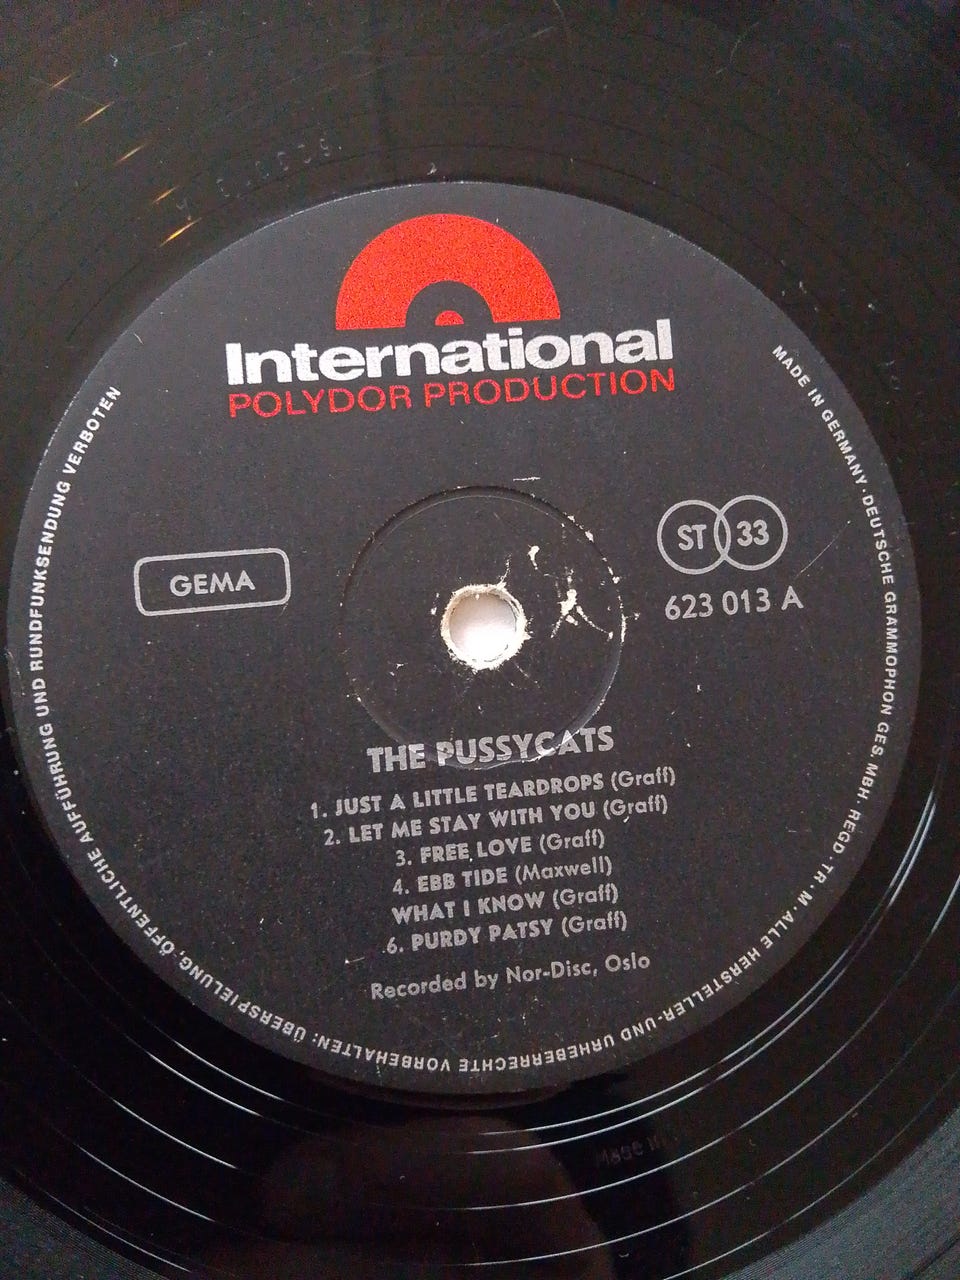 International
POLYDOR PRODUCTION
GEMA
ST 33
623 013 A
THE PUSSYCATS
1. JUST A LITTLE TEARDROPS (Graff)
2. LET ME STAY WITH YOU (Graff)
3. FREE LOVE (Graff)
4. EBB TIDE (Maxwell)
WHAT I KNOW (Graff)
6. PURDY PATSY (Graff)
Recorded by Nor-Disc, Oslo
MADE IN GERMANY · DEUTSCHE GRAMMOPHON GES. MBH · REGD · TR · M · ALLE HERSTELLER- UND URHEBERRECHTE VORBEHALTEN; ÜBERSPIELUNG, ÖFFENTLICHE AUFFÜHRUNG UND RUNDFUNKSENDUNG VERBOTEN